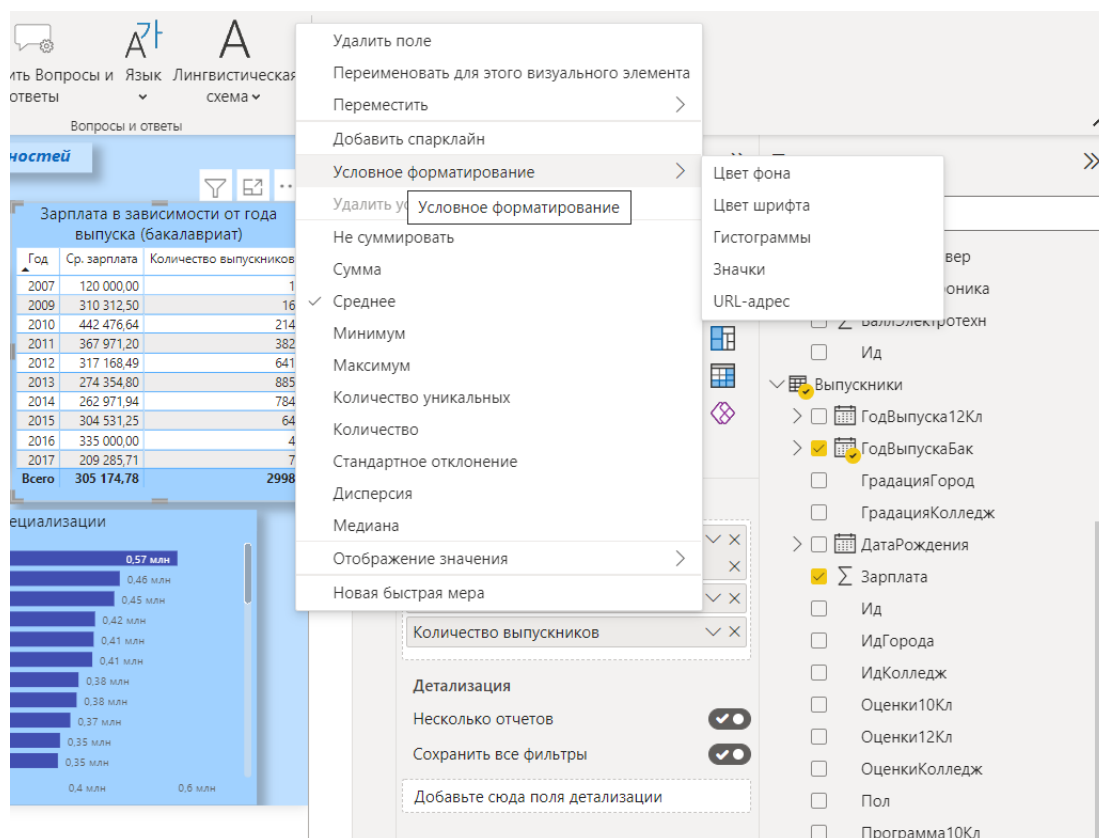 ить Вопросы и
ответы
Язык
Лингвистическая
схема
Вопросы и ответы
ностей
Зарплата в зависимости от года
выпуска (бакалавриат)
Год Ср. зарплата Количество выпускников
2007 120 000,00 1
2009 310 312,50 16
2010 442 476,64 214
2011 367 971,20 382
2012 317 168,49 641
2013 274 354,80 885
2014 262 971,94 784
2015 304 531,25 64
2016 335 000,00 4
2017 209 285,71 7
Всего 305 174,78 2998
ециализации
0,57 млн
0,46 млн
0,45 млн
0,42 млн
0,41 млн
0,41 млн
0,38 млн
0,38 млн
0,37 млн
0,35 млн
0,35 млн
0,4 млн 0,6 млн
Удалить поле
Переименовать для этого визуального элемента
Переместить
Добавить спарклайн
Условное форматирование
Удалить ус
Условное форматирование
Не суммировать
Сумма
Среднее
Минимум
Максимум
Количество уникальных
Количество
Стандартное отклонение
Дисперсия
Медиана
Отображение значения
Новая быстрая мера
Цвет фона
Цвет шрифта
Гистограммы
Значки
URL-адрес
Количество выпускников
Детализация
Несколько отчетов
Сохранить все фильтры
Добавьте сюда поля детализации
вер
роника
БаллЭлектротехн
Ид
Выпускники
ГодВыпуска12Кл
ГодВыпускаБак
ГрадацияГород
ГрадацияКолледж
ДатаРождения
Зарплата
Ид
ИдГорода
ИдКолледж
Оценки10Кл
Оценки12Кл
ОценкиКолледж
Пол
Программа10Кл